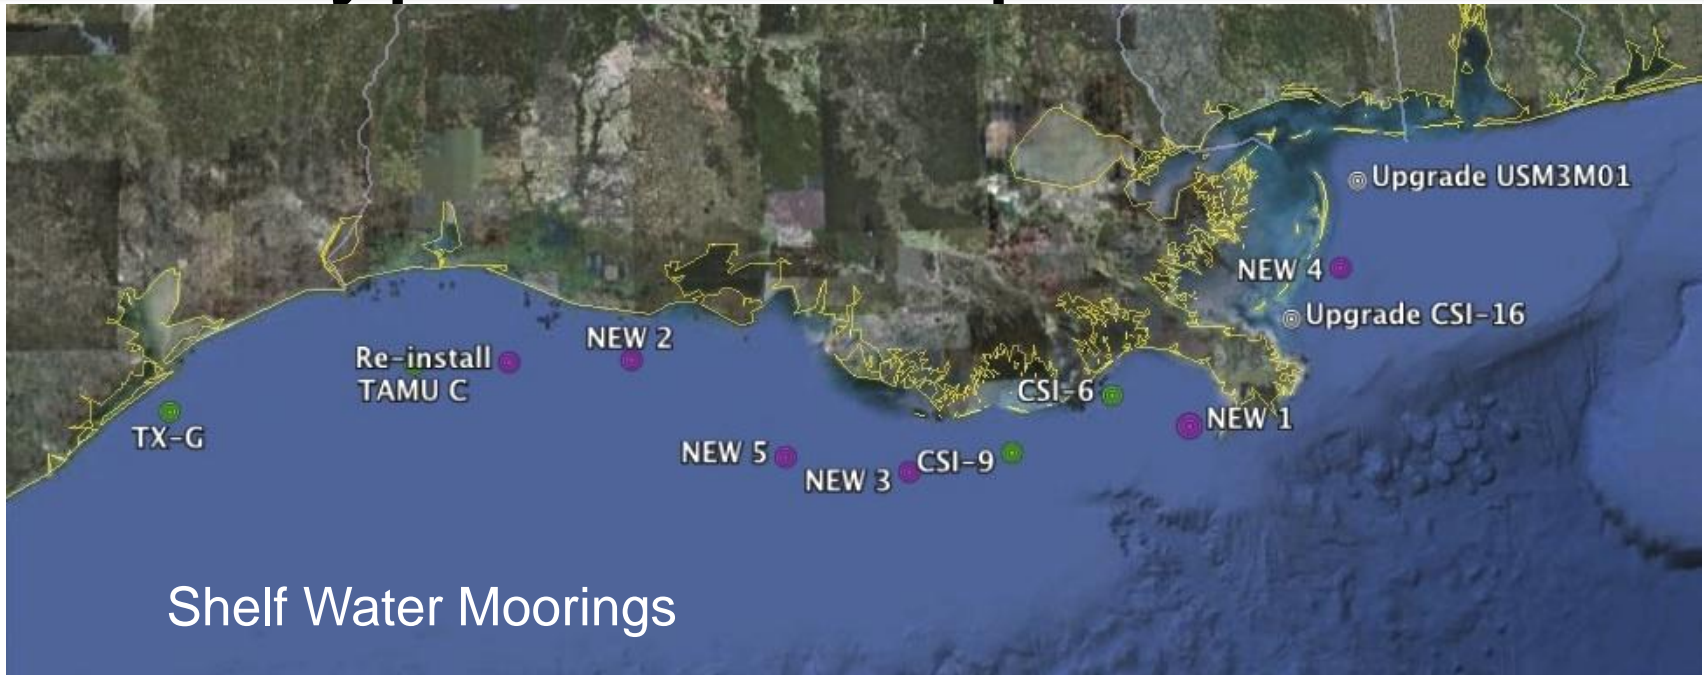 Upgrade USM3M01
NEW 4
Upgrade CSI-16
NEW 2
Re-install
TAMU C
CSI-6
NEW 1
TX-G
NEW 5
CSI-9
NEW 3
Shelf Water Moorings